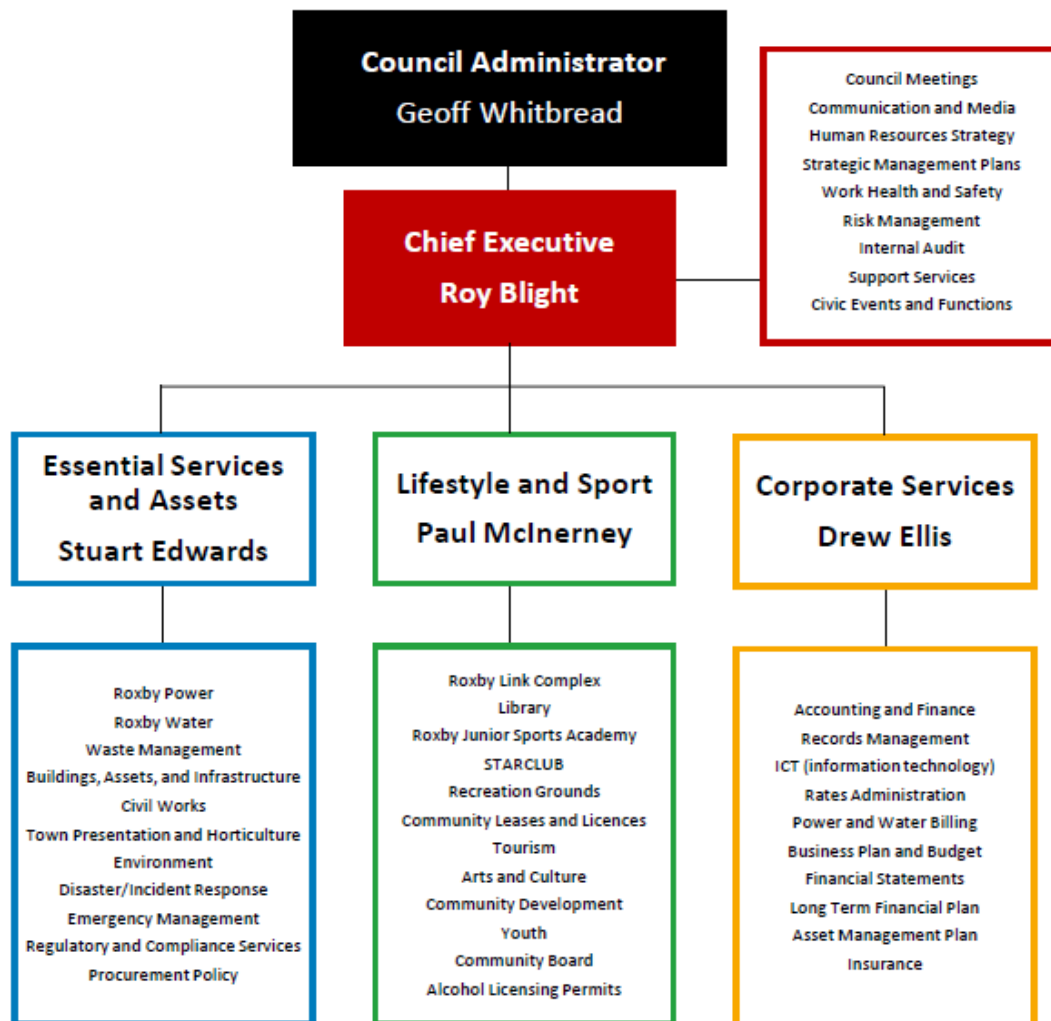 Council Administrator
Geoff Whitbread
Council Meetings
Communication and Media
Human Resources Strategy
Strategic Management Plans
Work Health and Safety
Risk Management
Internal Audit
Support Services
Civic Events and Functions
Chief Executive
Roy Blight
Essential Services
and Assets
Stuart Edwards
Lifestyle and Sport
Paul McInerney
Corporate Services
Drew Ellis
Roxby Power
Roxby Water
Waste Management
Buildings, Assets, and Infrastructure
Civil Works
Town Presentation and Horticulture
Environment
Disaster/Incident Response
Emergency Management
Regulatory and Compliance Services
Procurement Policy
Roxby Link Complex
Library
Roxby Junior Sports Academy
STARCLUB
Recreation Grounds
Community Leases and Licences
Tourism
Arts and Culture
Community Development
Youth
Community Board
Alcohol Licensing Permits
Accounting and Finance
Records Management
ICT (information technology)
Rates Administration
Power and Water Billing
Business Plan and Budget
Financial Statements
Long Term Financial Plan
Asset Management Plan
Insurance